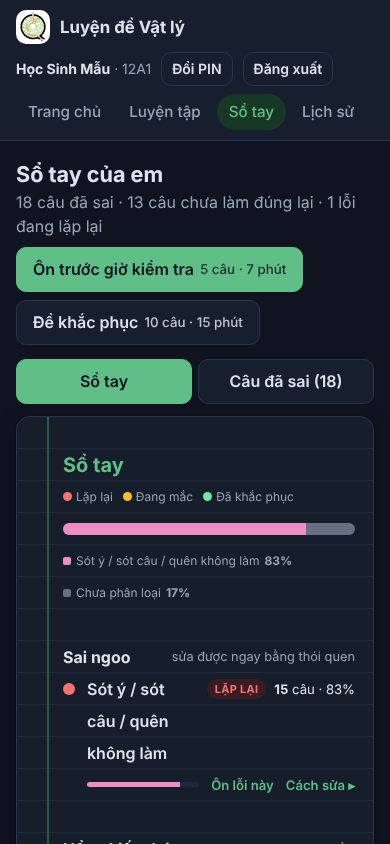 Luyện đề Vật lý
Học Sinh Mẫu · 12A1 Đổi PIN Đăng xuất
Trang chủ Luyện tập Sổ tay Lịch sử
Sổ tay của em
18 câu đã sai · 13 câu chưa làm đúng lại · 1 lỗi
đang lặp lại
Ôn trước giờ kiểm tra 5 câu · 7 phút
Đề khắc phục 10 câu · 15 phút
Sổ tay Câu đã sai (18)
Sổ tay
Lặp lại Đang mắc Đã khắc phục
Sót ý / sót câu / quên không làm 83%
Chưa phân loại 17%
Sai ngoo sửa được ngay bằng thói quen
Sót ý / sót LẶP LẠI 15 câu · 83%
câu / quên
không làm
Ôn lỗi này Cách sửa ▸